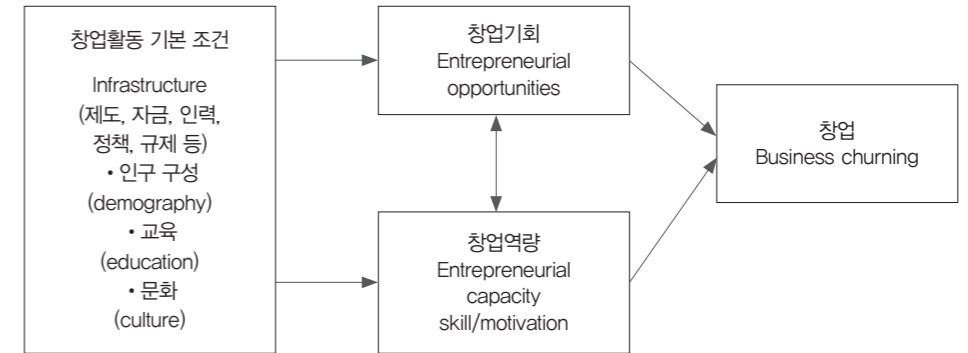 창업활동 기본 조건
Infrastructure
(제도, 자금, 인력,
정책, 규제 등)
• 인구 구성
(demography)
• 교육
(education)
• 문화
(culture)
창업기회
Entrepreneurial
opportunities
창업역량
Entrepreneurial
capacity
skill/motivation
창업
Business churning